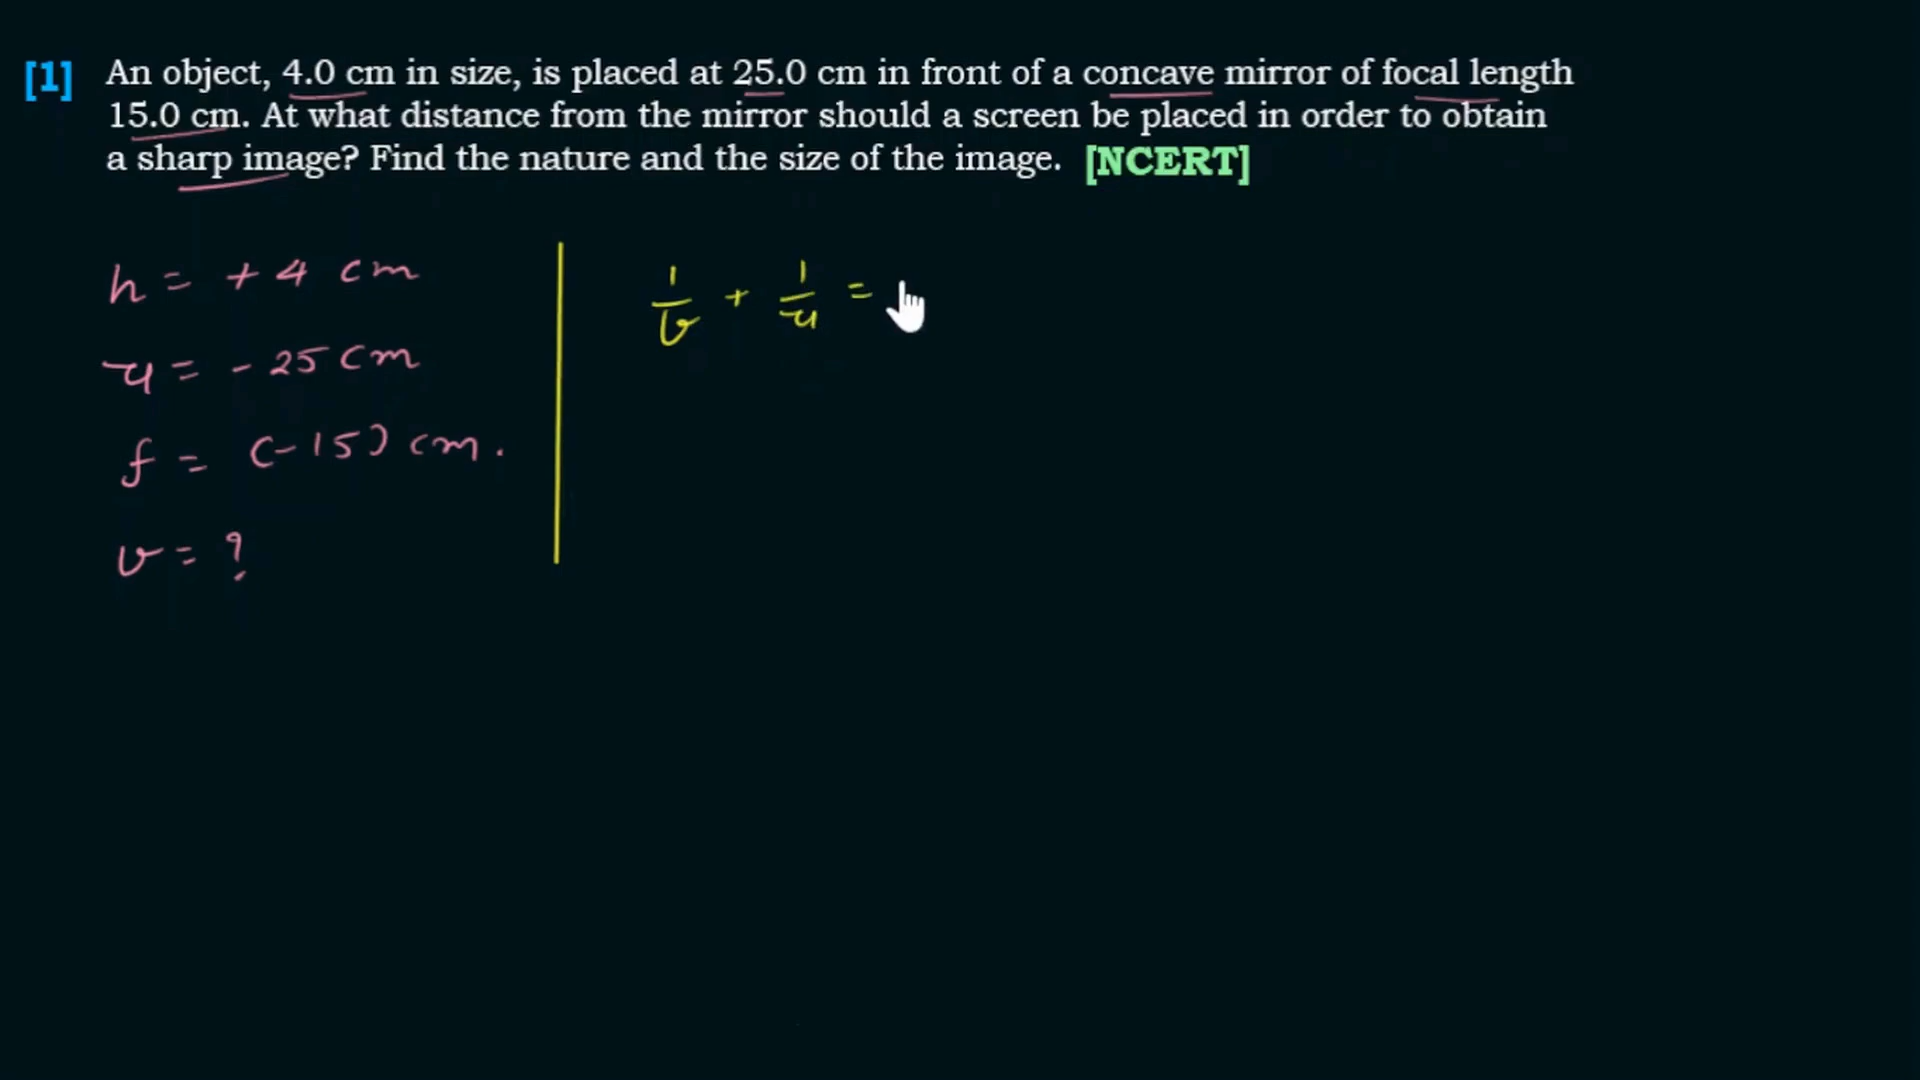 [1] An object, 4.0 cm in size, is placed at 25.0 cm in front of a concave mirror of focal length
15.0 cm. At what distance from the mirror should a screen be placed in order to obtain
a sharp image? Find the nature and the size of the image. [NCERT]
h = + 4 cm
u = - 25 cm
f = (-15) cm.
v = ?
1/v + 1/u =